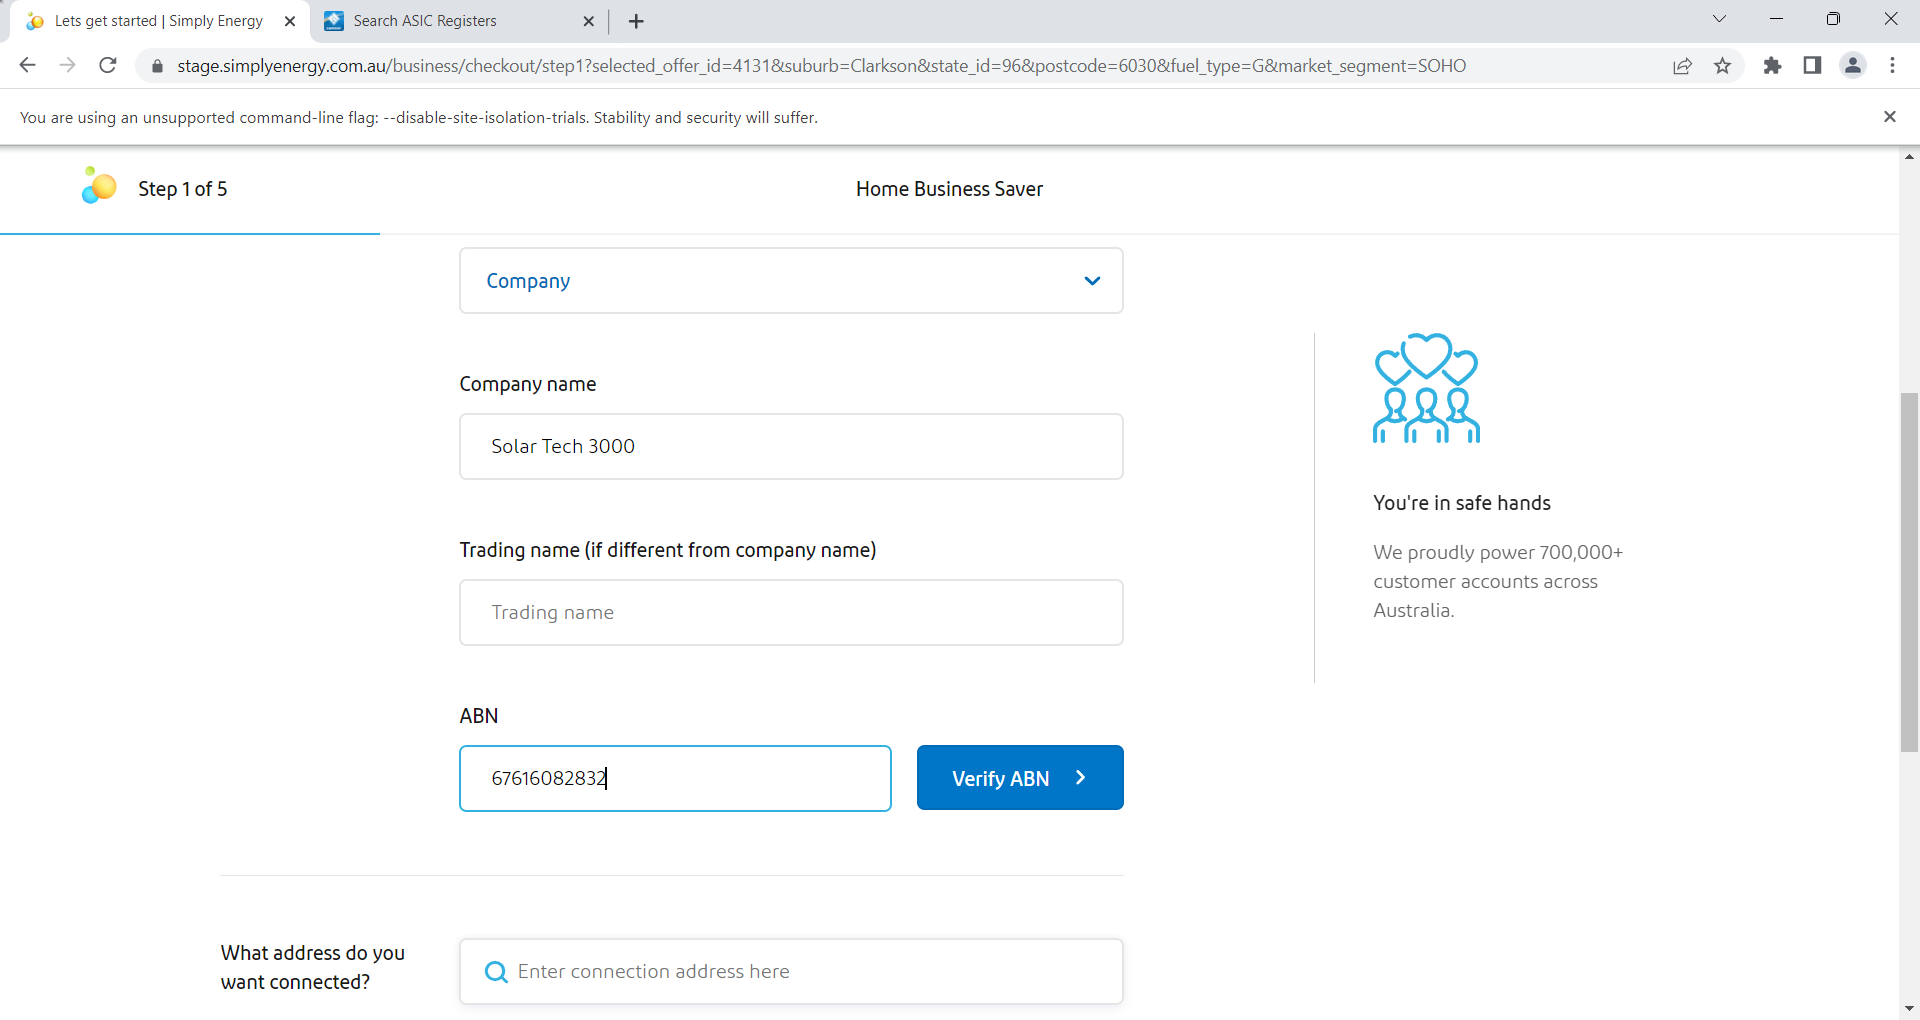 Lets get started | Simply Energy
Search ASIC Registers
stage.simplyenergy.com.au/business/checkout/step1?selected_offer_id=4131&suburb=Clarkson&state_id=96&postcode=6030&fuel_type=G&market_segment=SOHO
You are using an unsupported command-line flag: --disable-site-isolation-trials. Stability and security will suffer.
Step 1 of 5
Home Business Saver
Company
Company name
Solar Tech 3000
Trading name (if different from company name)
Trading name
ABN
67616082832
Verify ABN
What address do you
want connected?
Enter connection address here
You're in safe hands
We proudly power 700,000+
customer accounts across
Australia.